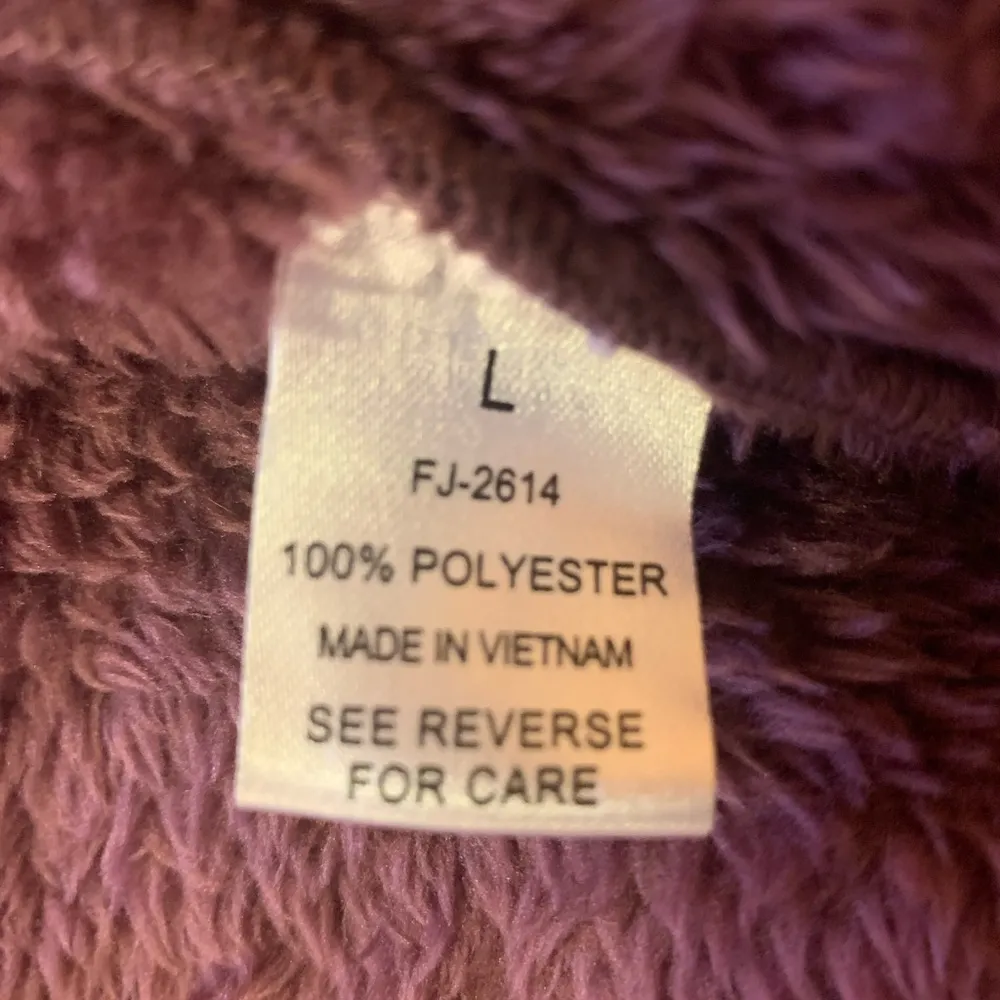 L
FJ-2614
100% POLYESTER
MADE IN VIETNAM
SEE REVERSE
FOR CARE